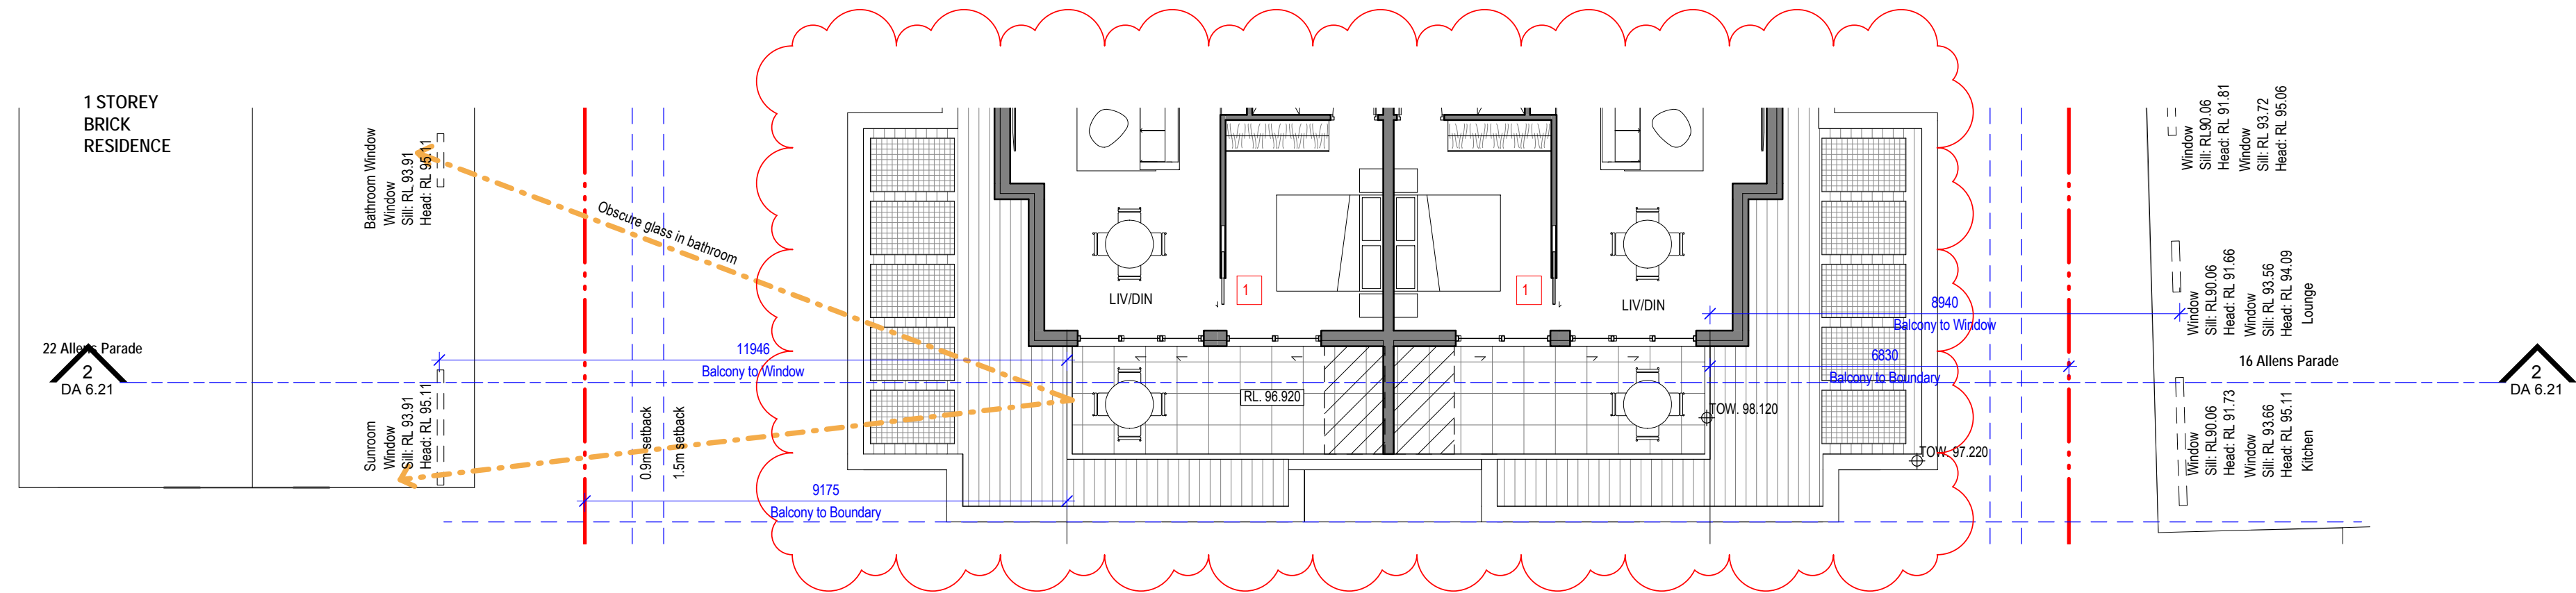 1 STOREY
BRICK
RESIDENCE
Bathroom Window
Window
Sill: RL 93.91
Head: RL 95.11
Obscure glass in bathroom
22 Allens Parade
2
DA 6.21
Sunroom
Window
Sill: RL 93.91
Head: RL 95.11
11946
Balcony to Window
0.9m setback
1.5m setback
9175
Balcony to Boundary
LIV/DIN
1
1
LIV/DIN
RL. 96.920
TOW. 98.120
TOW. 97.220
8940
Balcony to Window
6830
Balcony to Boundary
Window
Sill: RL90.06
Head: RL 91.81
Window
Sill: RL 93.72
Head: RL 95.06
Window
Sill: RL90.06
Head: RL 91.66
Window
Sill: RL 93.56
Head: RL 94.09
Lounge
16 Allens Parade
Window
Sill: RL90.06
Head: RL 91.73
Window
Sill: RL 93.66
Head: RL 95.11
Kitchen
2
DA 6.21